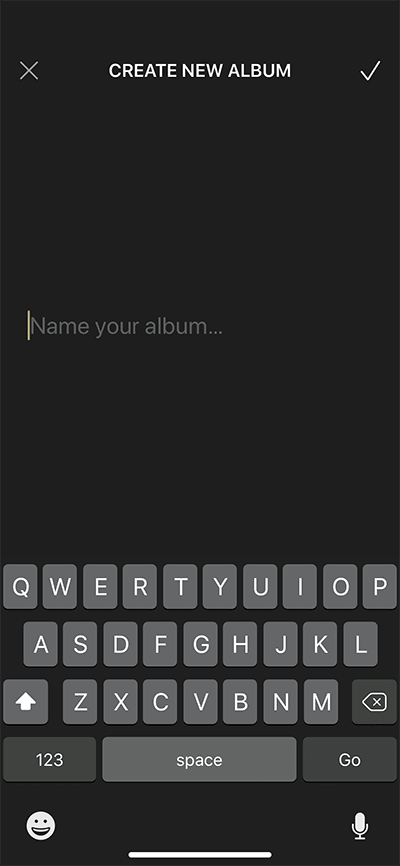 CREATE NEW ALBUM
Name your album...
Q W E R T Y U I O P
A S D F G H J K L
Z X C V B N M
123 space Go